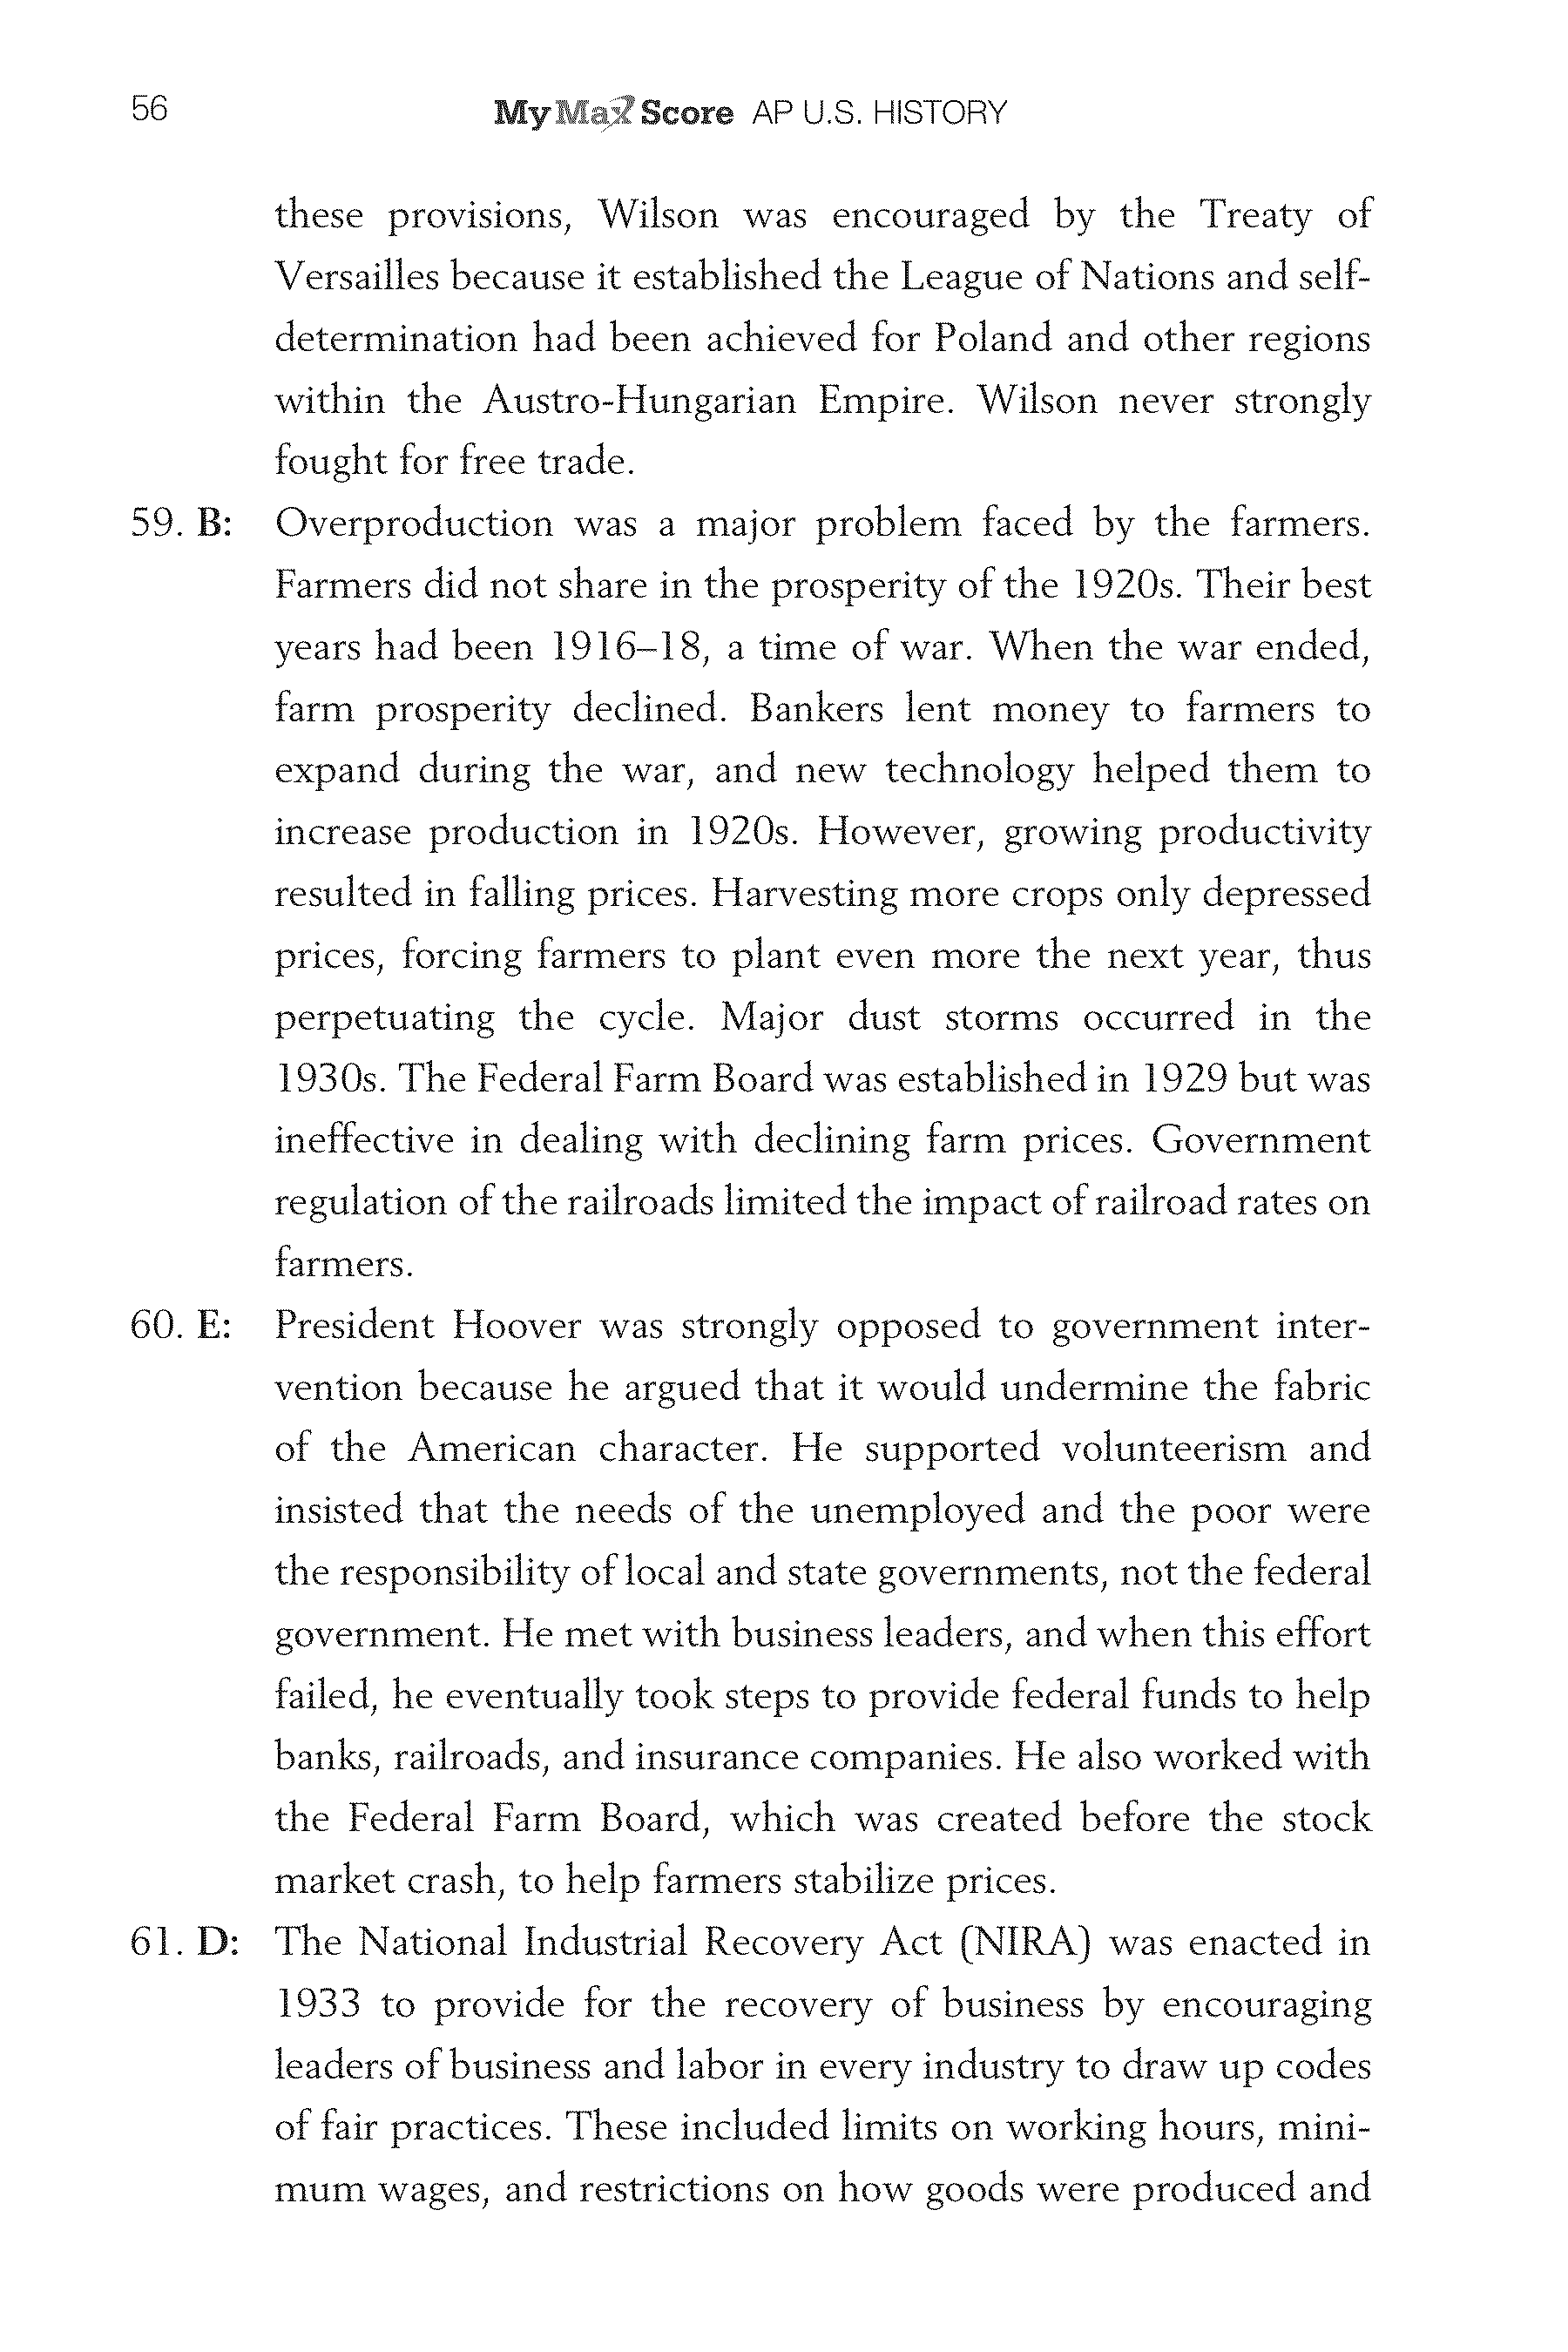 56
My Max Score AP U.S. HISTORY
these provisions, Wilson was encouraged by the Treaty of
Versailles because it established the League of Nations and self-
determination had been achieved for Poland and other regions
within the Austro-Hungarian Empire. Wilson never strongly
fought for free trade.
59. B: Overproduction was a major problem faced by the farmers.
Farmers did not share in the prosperity of the 1920s. Their best
years had been 1916–18, a time of war. When the war ended,
farm prosperity declined. Bankers lent money to farmers to
expand during the war, and new technology helped them to
increase production in 1920s. However, growing productivity
resulted in falling prices. Harvesting more crops only depressed
prices, forcing farmers to plant even more the next year, thus
perpetuating the cycle. Major dust storms occurred in the
1930s. The Federal Farm Board was established in 1929 but was
ineffective in dealing with declining farm prices. Government
regulation of the railroads limited the impact of railroad rates on
farmers.
60. E: President Hoover was strongly opposed to government inter-
vention because he argued that it would undermine the fabric
of the American character. He supported volunteerism and
insisted that the needs of the unemployed and the poor were
the responsibility of local and state governments, not the federal
government. He met with business leaders, and when this effort
failed, he eventually took steps to provide federal funds to help
banks, railroads, and insurance companies. He also worked with
the Federal Farm Board, which was created before the stock
market crash, to help farmers stabilize prices.
61. D: The National Industrial Recovery Act (NIRA) was enacted in
1933 to provide for the recovery of business by encouraging
leaders of business and labor in every industry to draw up codes
of fair practices. These included limits on working hours, mini-
mum wages, and restrictions on how goods were produced and